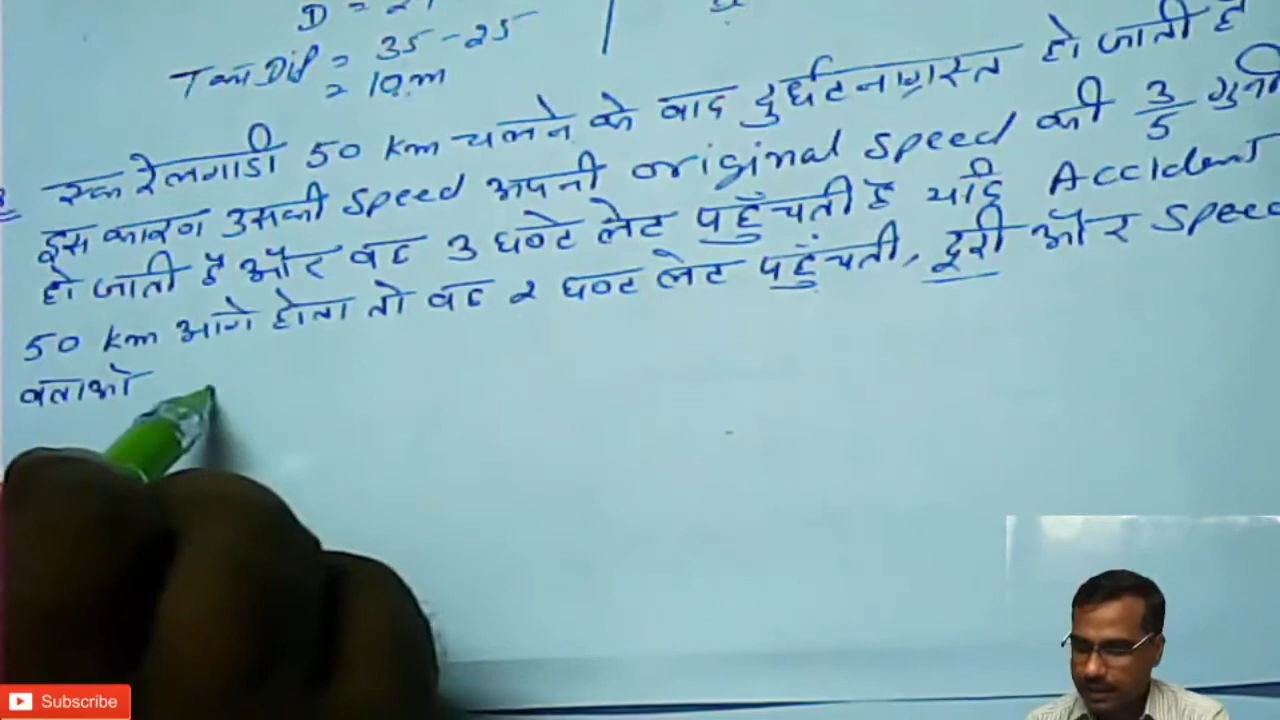 D = 21
Tan Dif = 35 - 25
= 10 m
एक रेलगाडी 50 km चलने के बाद दुर्घटनाग्रस्त हो जाती है
इस कारण उसकी speed अपनी original speed की 3/5 गुनी
हो जाती है और वह 3 घण्टे लेट पहुँचती है यदि Accident
50 km आगे होता तो वह 2 घण्टे लेट पहुँचती, दूरी और speed
बताओ
Subscribe